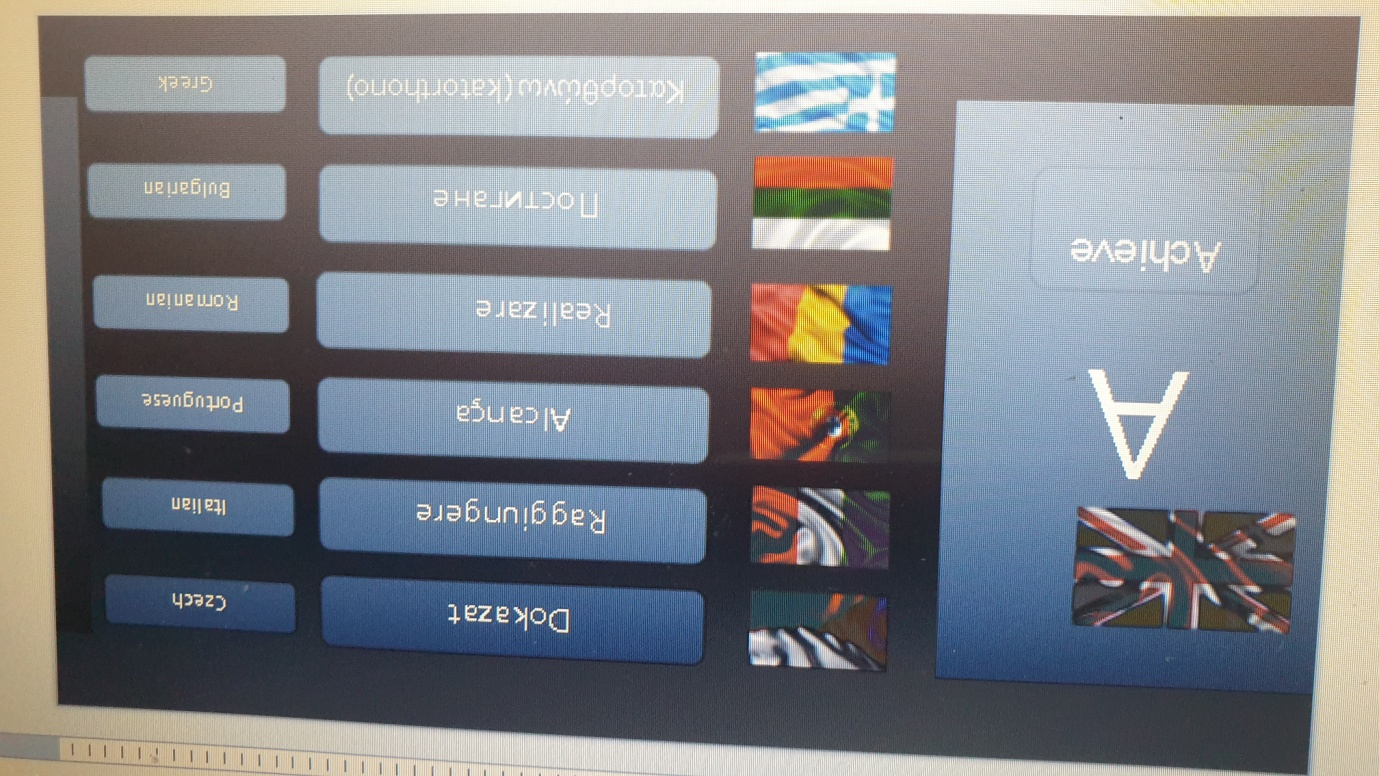 A
Achieve
Dokazat
Czech
Raggiungere
Italian
Alcança
Portuguese
Realizare
Romanian
Постигане
Bulgarian
Κατορθώνω (katorthono)
Greek